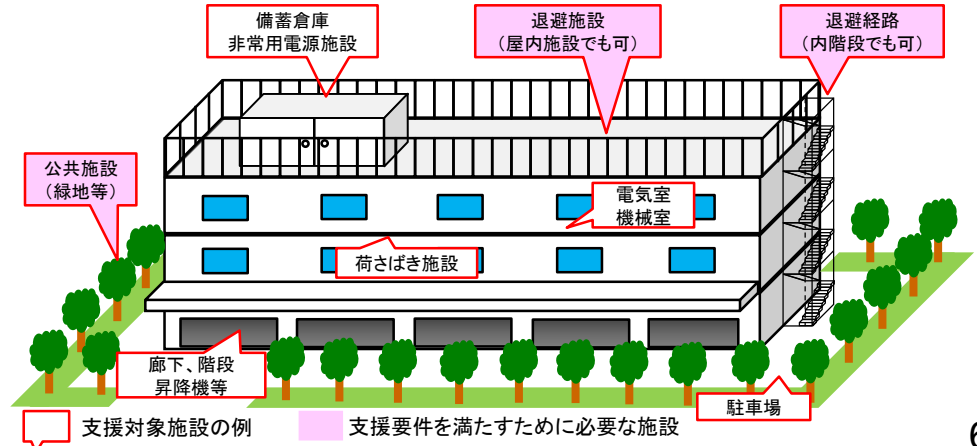 備蓄倉庫
非常用電源施設
退避施設
（屋内施設でも可）
退避経路
（内階段でも可）
公共施設
（緑地等）
電気室
機械室
荷さばき施設
廊下、階段
昇降機等
駐車場
支援対象施設の例
支援要件を満たすために必要な施設
6